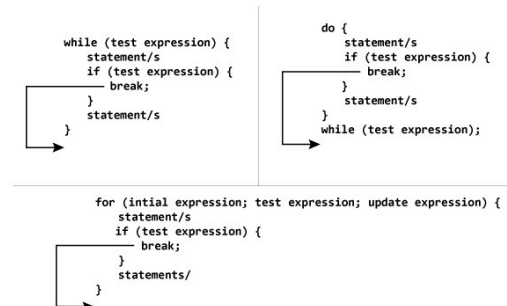 while (test expression) {
statement/s
if (test expression) {
break;
}
statement/s
}
do {
statement/s
if (test expression) {
break;
}
statement/s
}
while (test expression);
for (intial expression; test expression; update expression) {
statement/s
if (test expression) {
break;
}
statements/
}